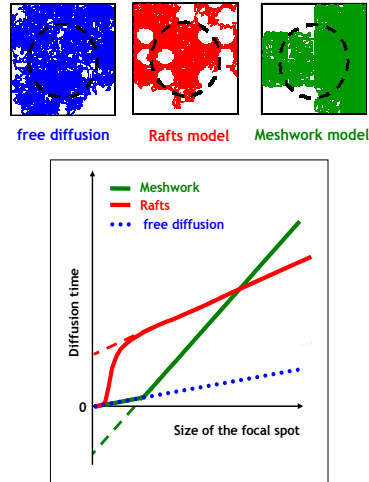 free diffusion
Rafts model
Meshwork model
Meshwork
Rafts
free diffusion
Diffusion time
0
Size of the focal spot